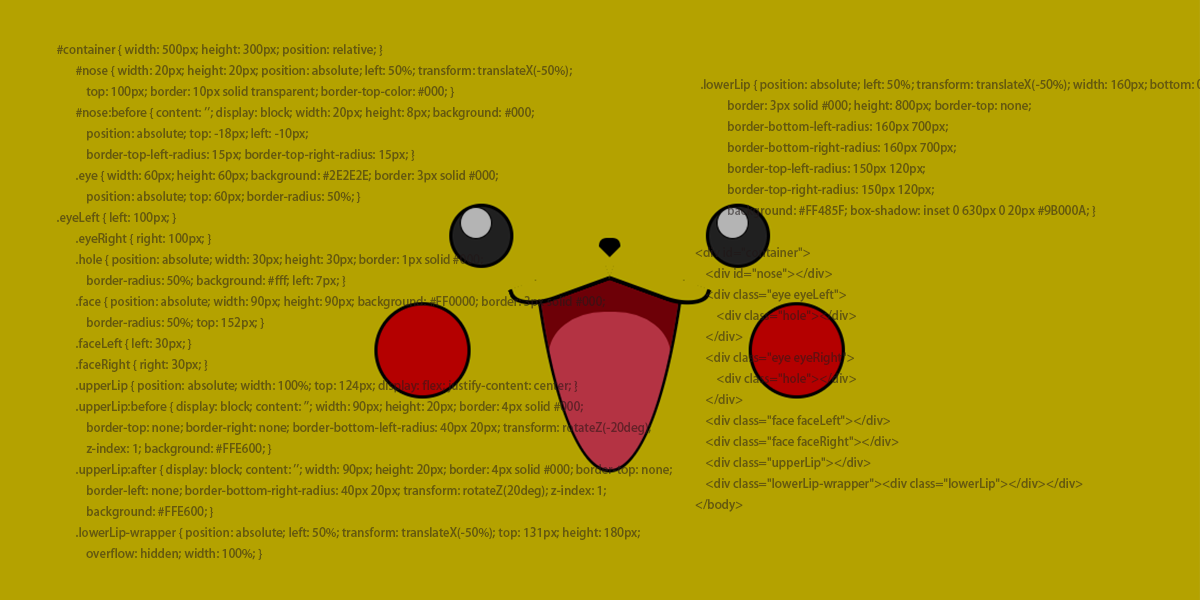 #container { width: 500px; height: 300px; position: relative; }
#nose { width: 20px; height: 20px; position: absolute; left: 50%; transform: translateX(-50%);
top: 100px; border: 10px solid transparent; border-top-color: #000; }
#nose:before { content: ''; display: block; width: 20px; height: 8px; background: #000;
position: absolute; top: -18px; left: -10px;
border-top-left-radius: 15px; border-top-right-radius: 15px; }
.eye { width: 60px; height: 60px; background: #2E2E2E; border: 3px solid #000;
position: absolute; top: 60px; border-radius: 50%; }
.eyeLeft { left: 100px; }
.eyeRight { right: 100px; }
.hole { position: absolute; width: 30px; height: 30px; border: 1px solid
border-radius: 50%; background: #fff; left: 7px; }
.face { position: absolute; width: 90px; height: 90px; background: #FF0000; border: 3px solid #000;
border-radius: 50%; top: 152px; }
.faceLeft { left: 30px; }
.faceRight { right: 30px; }
.upperLip { position: absolute; width: 100%; top: 124px; display: flex; justify-content: center; }
.upperLip:before { display: block; content: ''; width: 90px; height: 20px; border: 4px solid #000;
border-top: none; border-right: none; border-bottom-left-radius: 40px 20px; transform: rotateZ(-20deg);
z-index: 1; background: #FFE600; }
.upperLip:after { display: block; content: ''; width: 90px; height: 20px; border: 4px solid #000; border-top: none;
border-left: none; border-bottom-right-radius: 40px 20px; transform: rotateZ(20deg); z-index: 1;
background: #FFE600; }
.lowerLip-wrapper { position: absolute; left: 50%; transform: translateX(-50%); top: 131px; height: 180px;
overflow: hidden; width: 100%; }
.lowerLip { position: absolute; left: 50%; transform: translateX(-50%); width: 160px; bottom:
border: 3px solid #000; height: 800px; border-top: none;
border-bottom-left-radius: 160px 700px;
border-bottom-right-radius: 160px 700px;
border-top-left-radius: 150px 120px;
border-top-right-radius: 150px 120px;
background: #FF485F; box-shadow: inset 0 630px 0 20px #9B000A; }
<div id="container">
<div id="nose"></div>
<div class="eye eyeLeft">
<div class="hole"></div>
</div>
<div class="eye eyeRight">
<div class="hole"></div>
</div>
<div class="face faceLeft"></div>
<div class="face faceRight"></div>
<div class="upperLip"></div>
<div class="lowerLip-wrapper"><div class="lowerLip"></div></div>
</body>